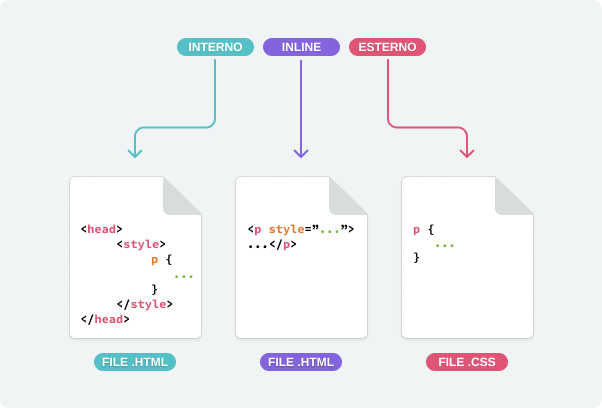 INTERNO
INLINE
ESTERNO
<head>
<style>
p {
...
}
</style>
</head>
<p style=”...”>
...</p>
p {
...
}
FILE .HTML
FILE .HTML
FILE .CSS